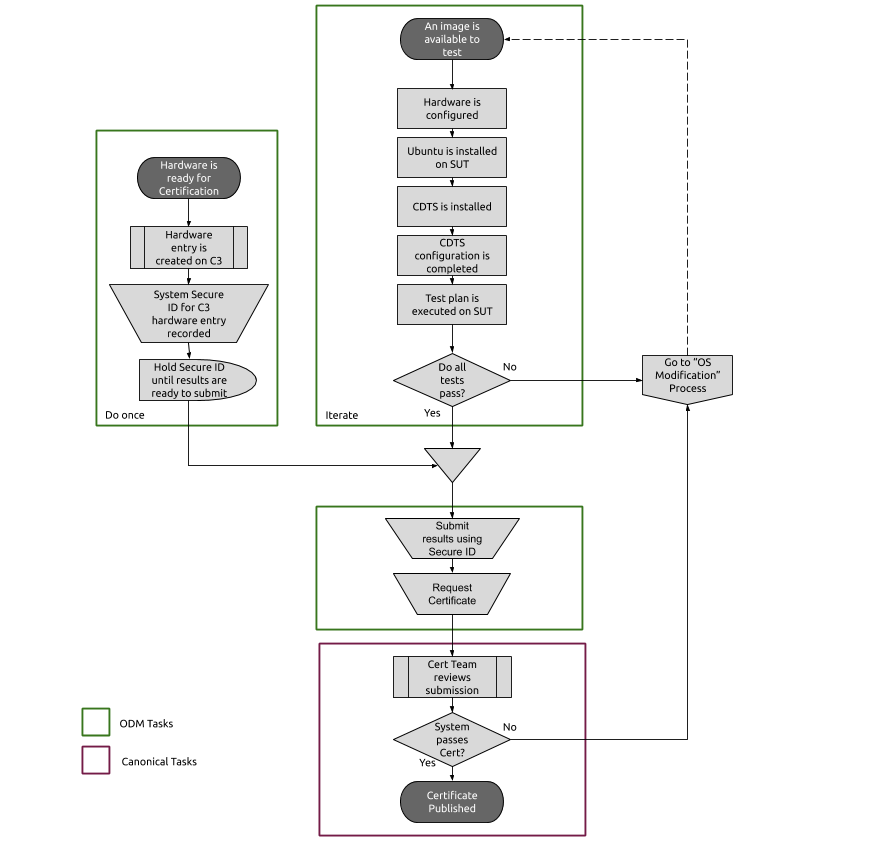 An image is
available to
test
Hardware is
configured
Ubuntu is installed
on SUT
CDTS is installed
CDTS
configuration is
completed
Test plan is
executed on SUT
Do all
tests
pass?
No
Yes
Iterate
Hardware is
ready for
Certification
Hardware
entry is
created on C3
System Secure
ID for C3
hardware entry
recorded
Hold Secure ID
until results are
ready to submit
Do once
Go to “OS
Modification”
Process
Submit
results using
Secure ID
Request
Certificate
Cert Team
reviews
submission
System
passes
Cert?
No
Yes
Certificate
Published
ODM Tasks
Canonical Tasks